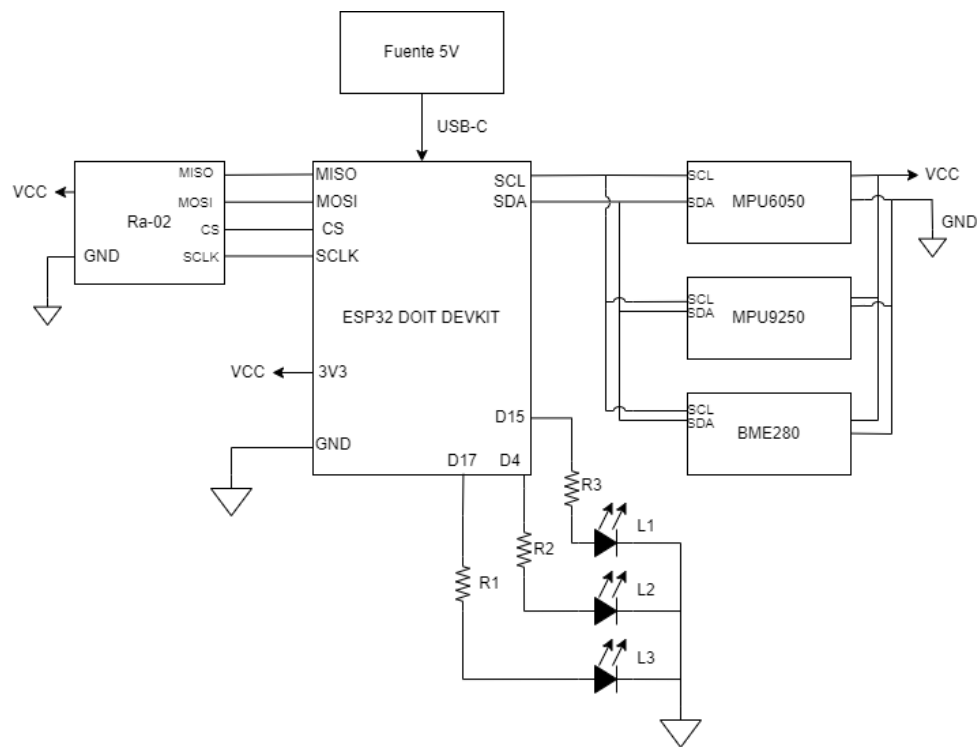 Fuente 5V
USB-C
VCC
MISO
MOSI
CS
SCLK
Ra-02
GND
MISO
MOSI
CS
SCLK
SCL
SDA
ESP32 DOIT DEVKIT
VCC
3V3
GND
D15
D17
D4
SCL
SDA
MPU6050
VCC
GND
SCL
SDA
MPU9250
SCL
SDA
BME280
R3
L1
R2
L2
R1
L3